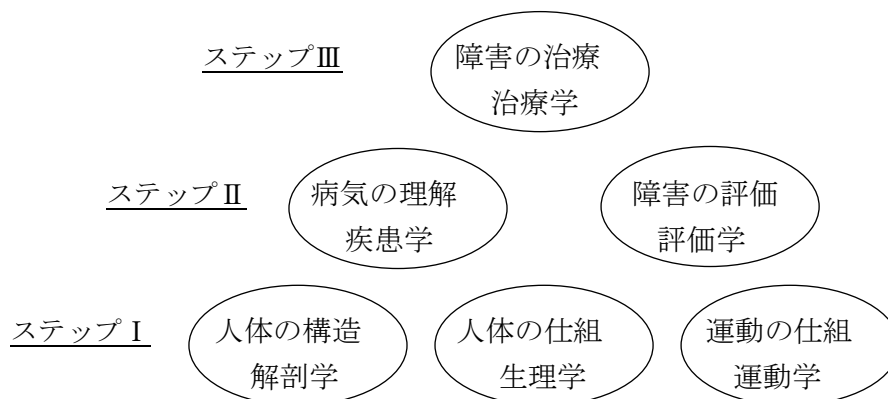 ステップⅢ
障害の治療
治療学
ステップⅡ
病気の理解
疾患学
障害の評価
評価学
ステップⅠ
人体の構造
解剖学
人体の仕組
生理学
運動の仕組
運動学